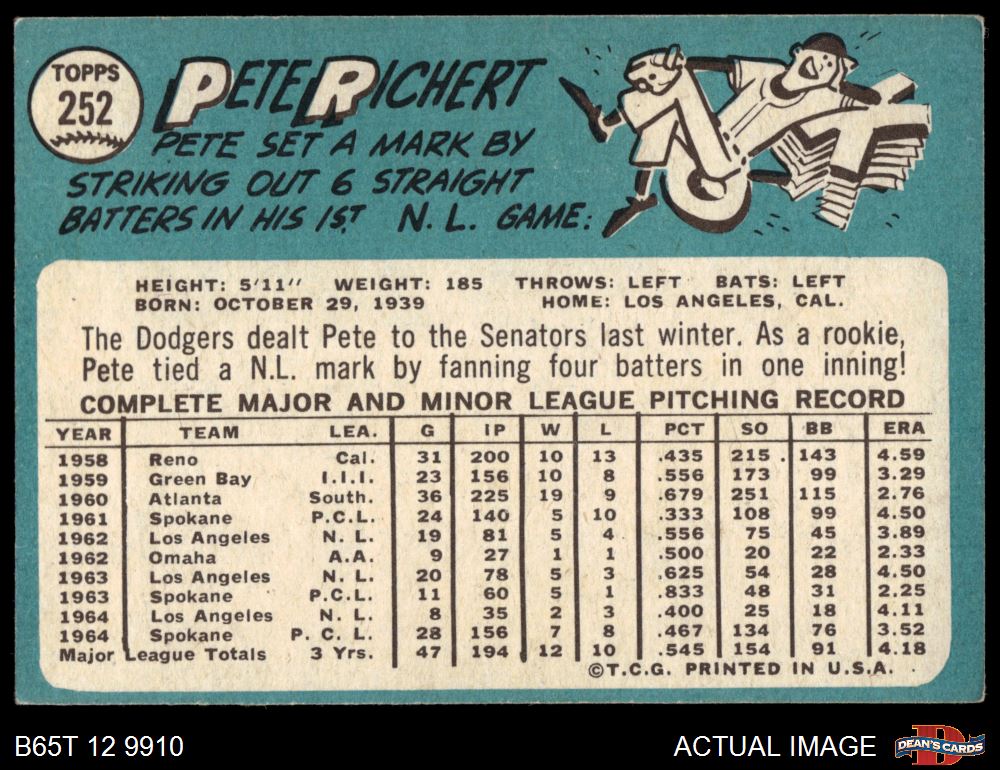 TOPPS
252
PETE RICHERT
PETE SET A MARK BY
STRIKING OUT 6 STRAIGHT
BATTERS IN HIS 1ST N.L. GAME:
HEIGHT: 5'11" WEIGHT: 185 THROWS: LEFT BATS: LEFT
BORN: OCTOBER 29, 1939 HOME: LOS ANGELES, CAL.
The Dodgers dealt Pete to the Senators last winter. As a rookie,
Pete tied a N.L. mark by fanning four batters in one inning!
COMPLETE MAJOR AND MINOR LEAGUE PITCHING RECORD
YEAR TEAM LEA. G IP W L PCT SO BB ERA
1958 Reno Cal. 31 200 10 13 .435 215 143 4.59
1959 Green Bay I.I.I. 23 156 10 8 .556 173 99 3.29
1960 Atlanta South. 36 225 19 9 .679 251 115 2.76
1961 Spokane P.C.L. 24 140 5 10 .333 108 99 4.50
1962 Los Angeles N. L. 19 81 5 4 .556 75 45 3.89
1962 Omaha A.A. 9 27 1 1 .500 20 22 2.33
1963 Los Angeles N. L. 20 78 5 3 .625 54 28 4.50
1963 Spokane P.C.L. 11 60 5 1 .833 48 31 2.25
1964 Los Angeles N. L. 8 35 2 3 .400 25 18 4.11
1964 Spokane P. C. L. 28 156 7 8 .467 134 76 3.52
Major League Totals 3 Yrs. 47 194 12 10 .545 154 91 4.18
©T.C.G. PRINTED IN U.S.A.
B65T 12 9910 ACTUAL IMAGE
DEAN'S CARDS